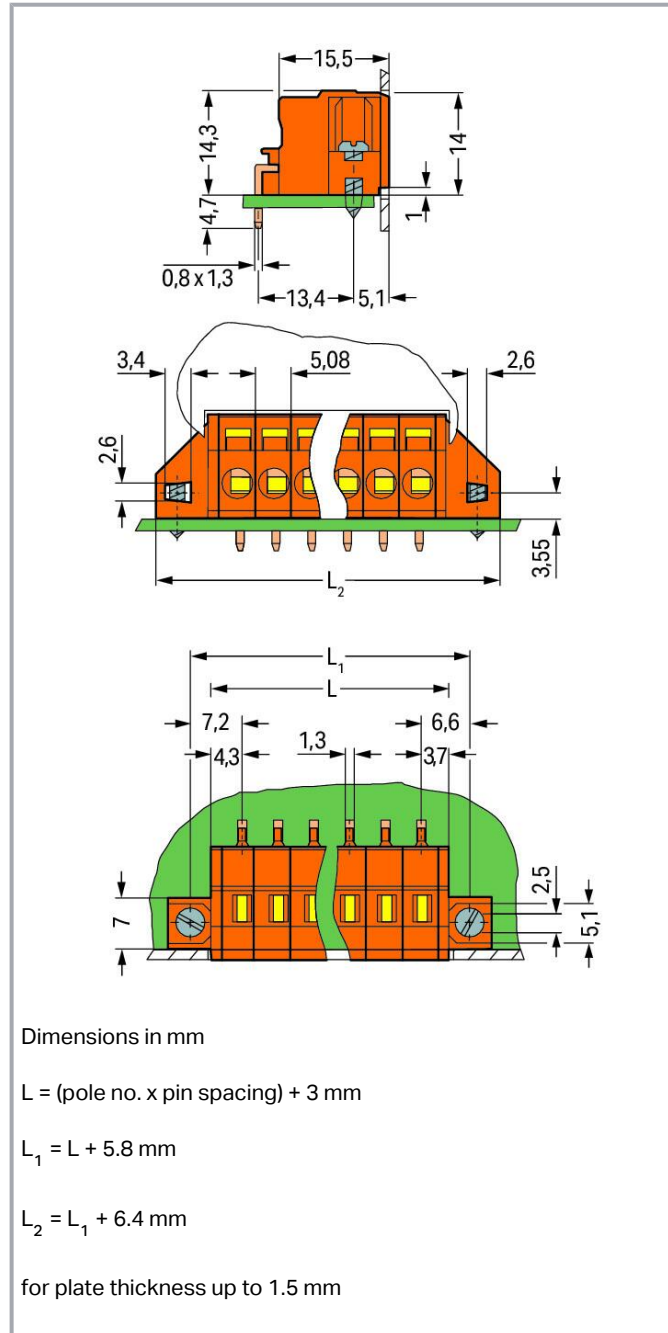 15,5
14,3
14
4,7
1
0,8 x 1,3
13,4
5,1
3,4
5,08
2,6
2,6
3,55
L₂
L₁
L
7,2
6,6
4,3
1,3
3,7
7
2,5
5,1
Dimensions in mm
L = (pole no. x pin spacing) + 3 mm
L₁ = L + 5.8 mm
L₂ = L₁ + 6.4 mm
for plate thickness up to 1.5 mm